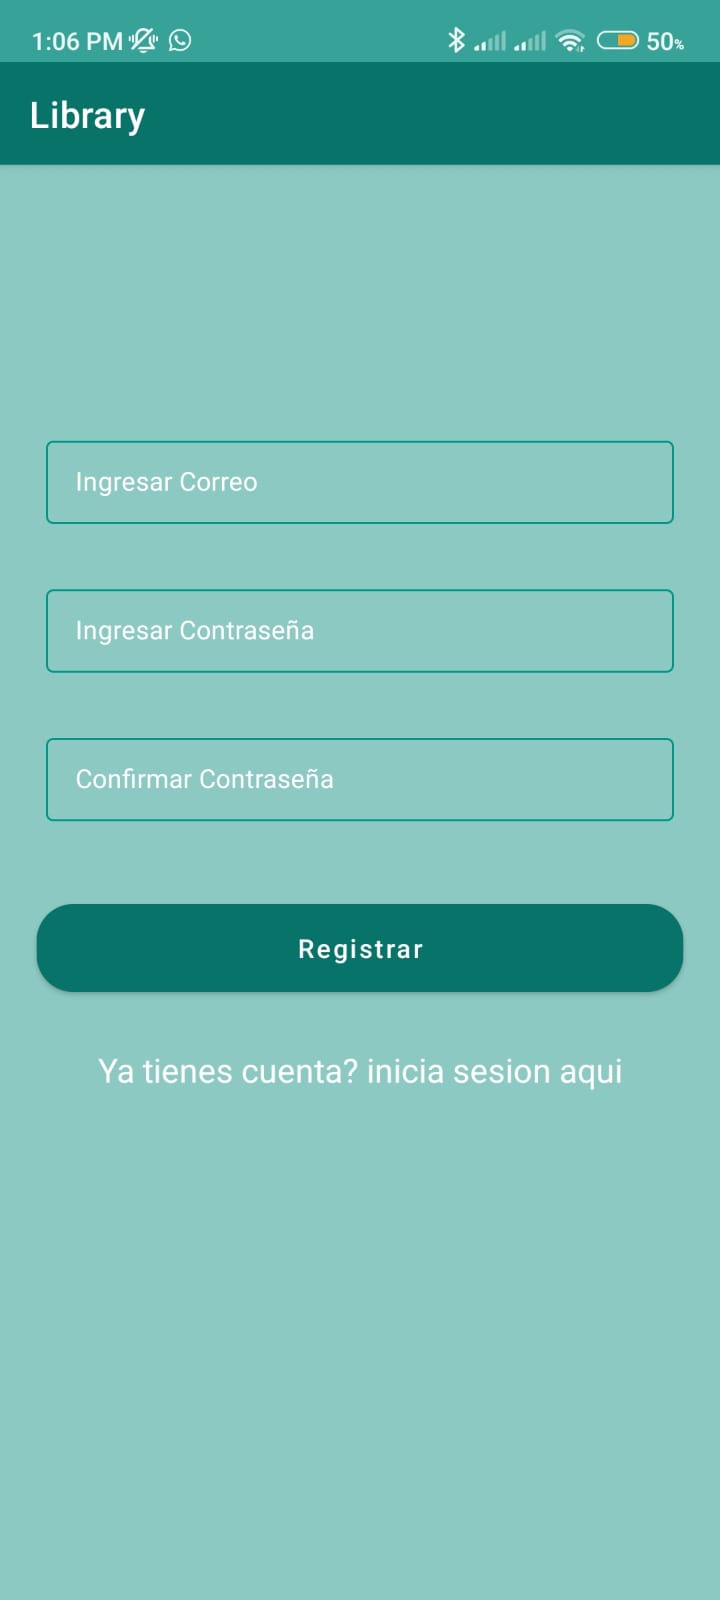 1:06 PM
50%
Library
Ingresar Correo
Ingresar Contraseña
Confirmar Contraseña
Registrar
Ya tienes cuenta? inicia sesion aqui